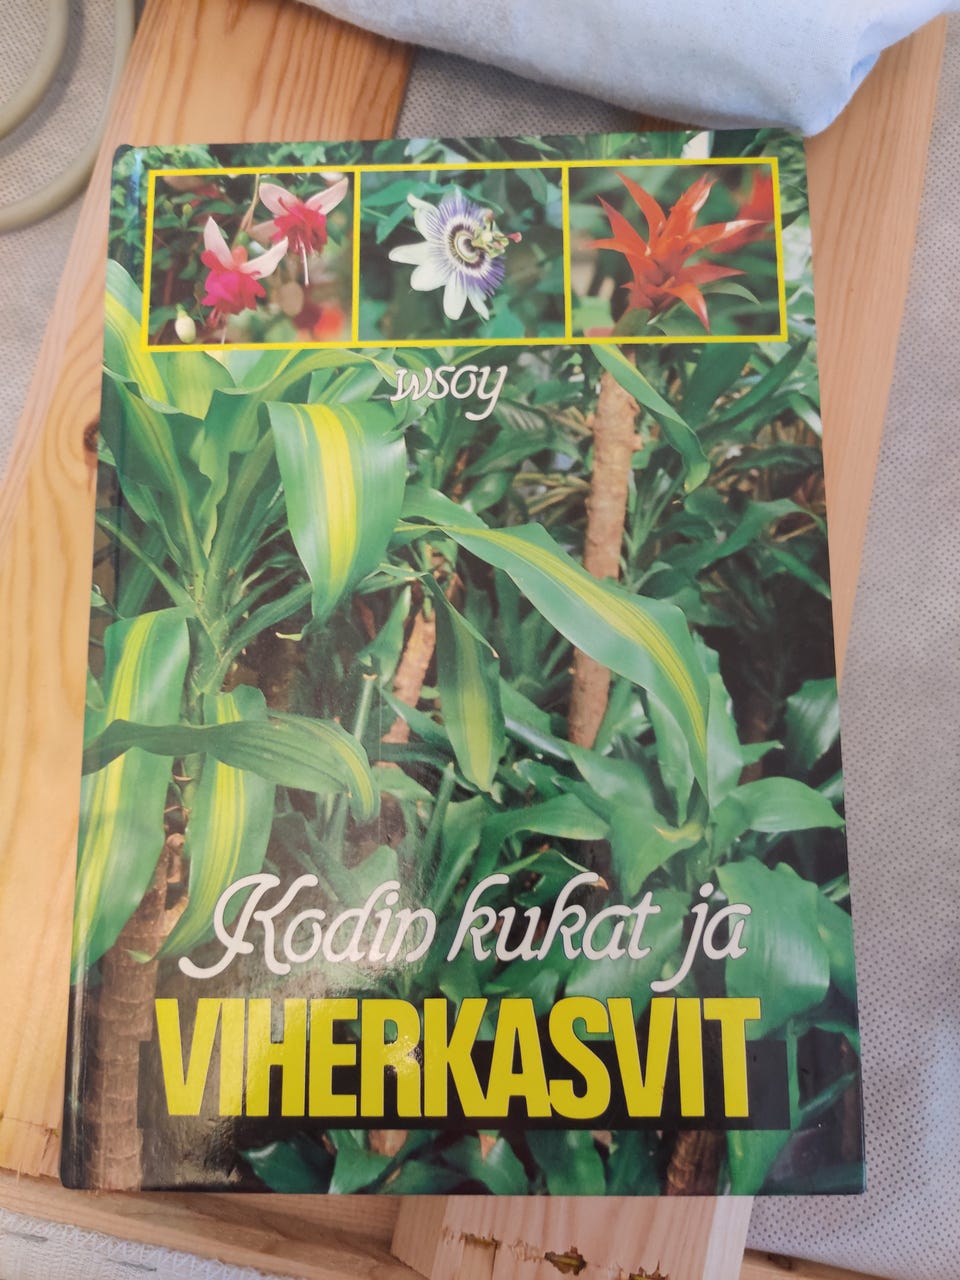 wsoy
Kodin kukat ja
VIHERKASVIT